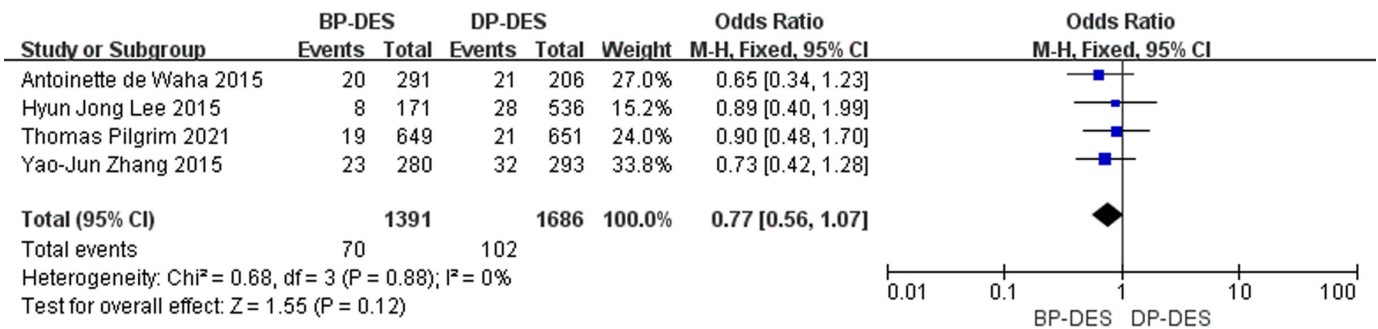 BP-DES DP-DES Odds Ratio Odds Ratio
Study or Subgroup Events Total Events Total Weight M-H, Fixed, 95% CI M-H, Fixed, 95% CI
Antoinette de Waha 2015 20 291 21 206 27.0% 0.65 [0.34, 1.23]
Hyun Jong Lee 2015 8 171 28 536 15.2% 0.89 [0.40, 1.99]
Thomas Pilgrim 2021 19 649 21 651 24.0% 0.90 [0.48, 1.70]
Yao-Jun Zhang 2015 23 280 32 293 33.8% 0.73 [0.42, 1.28]
Total (95% CI) 1391 1686 100.0% 0.77 [0.56, 1.07]
Total events 70 102
Heterogeneity: Chi² = 0.68, df = 3 (P = 0.88); I² = 0%
Test for overall effect: Z = 1.55 (P = 0.12)
0.01 0.1 1 10 100
BP-DES DP-DES